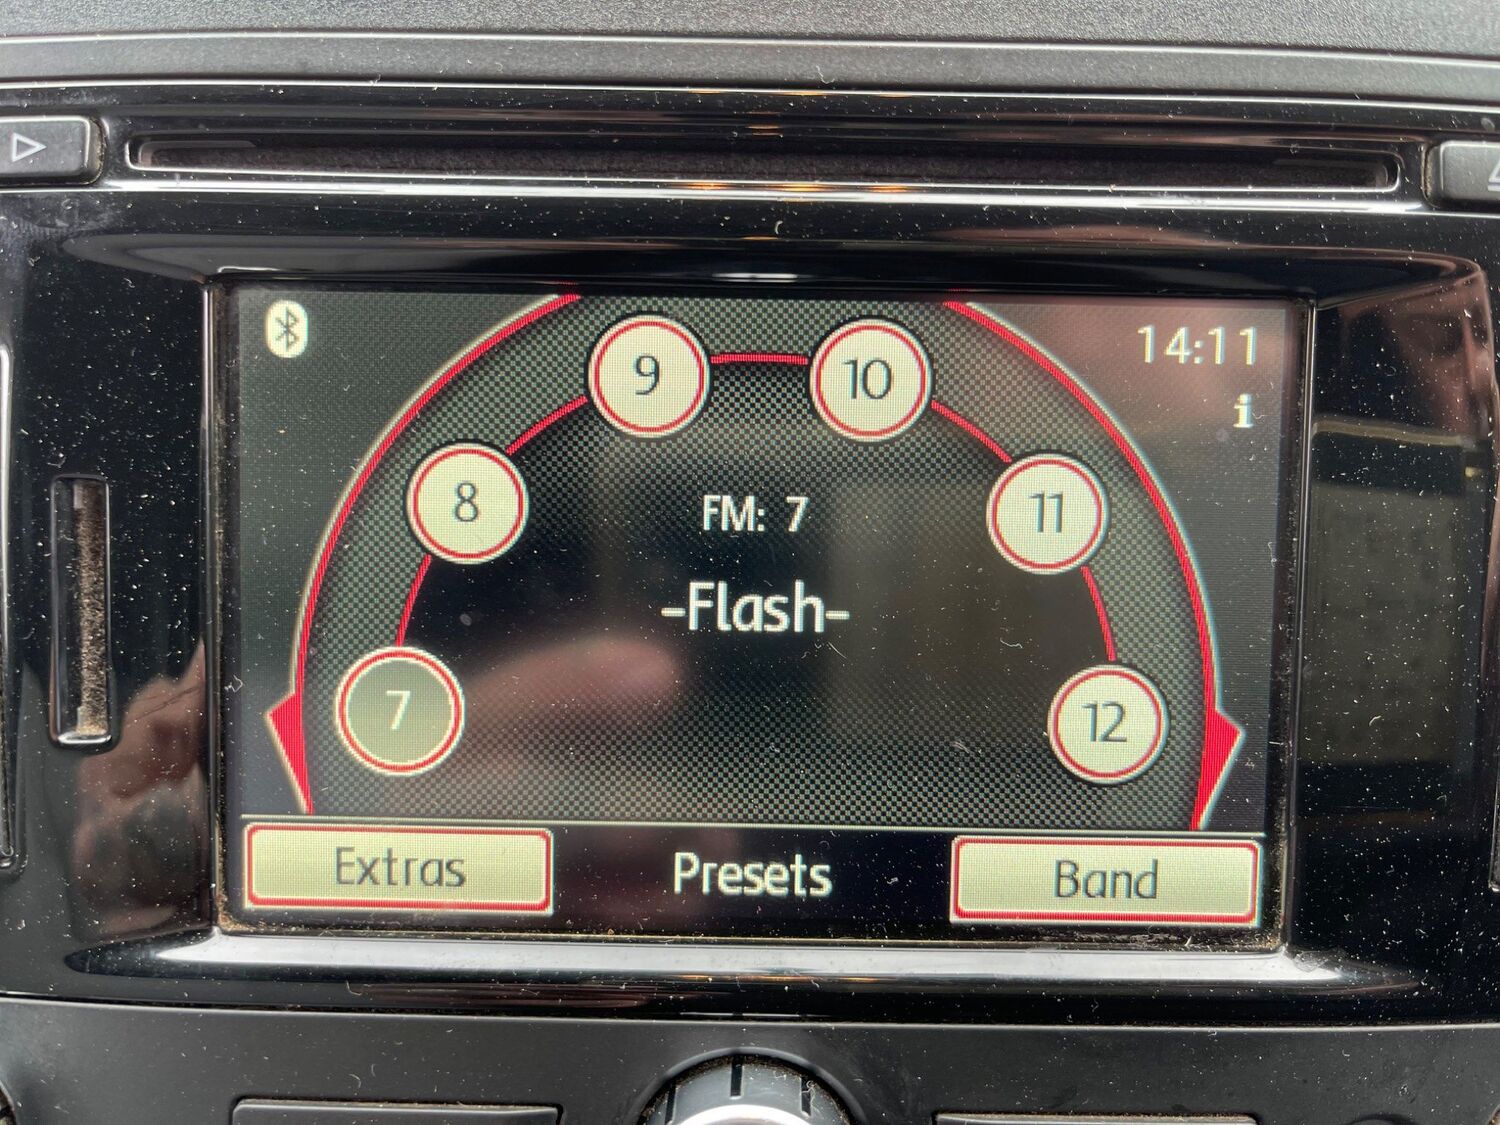 14:11
i
9 10
8 11
FM: 7
-Flash-
7 12
Extras Presets Band